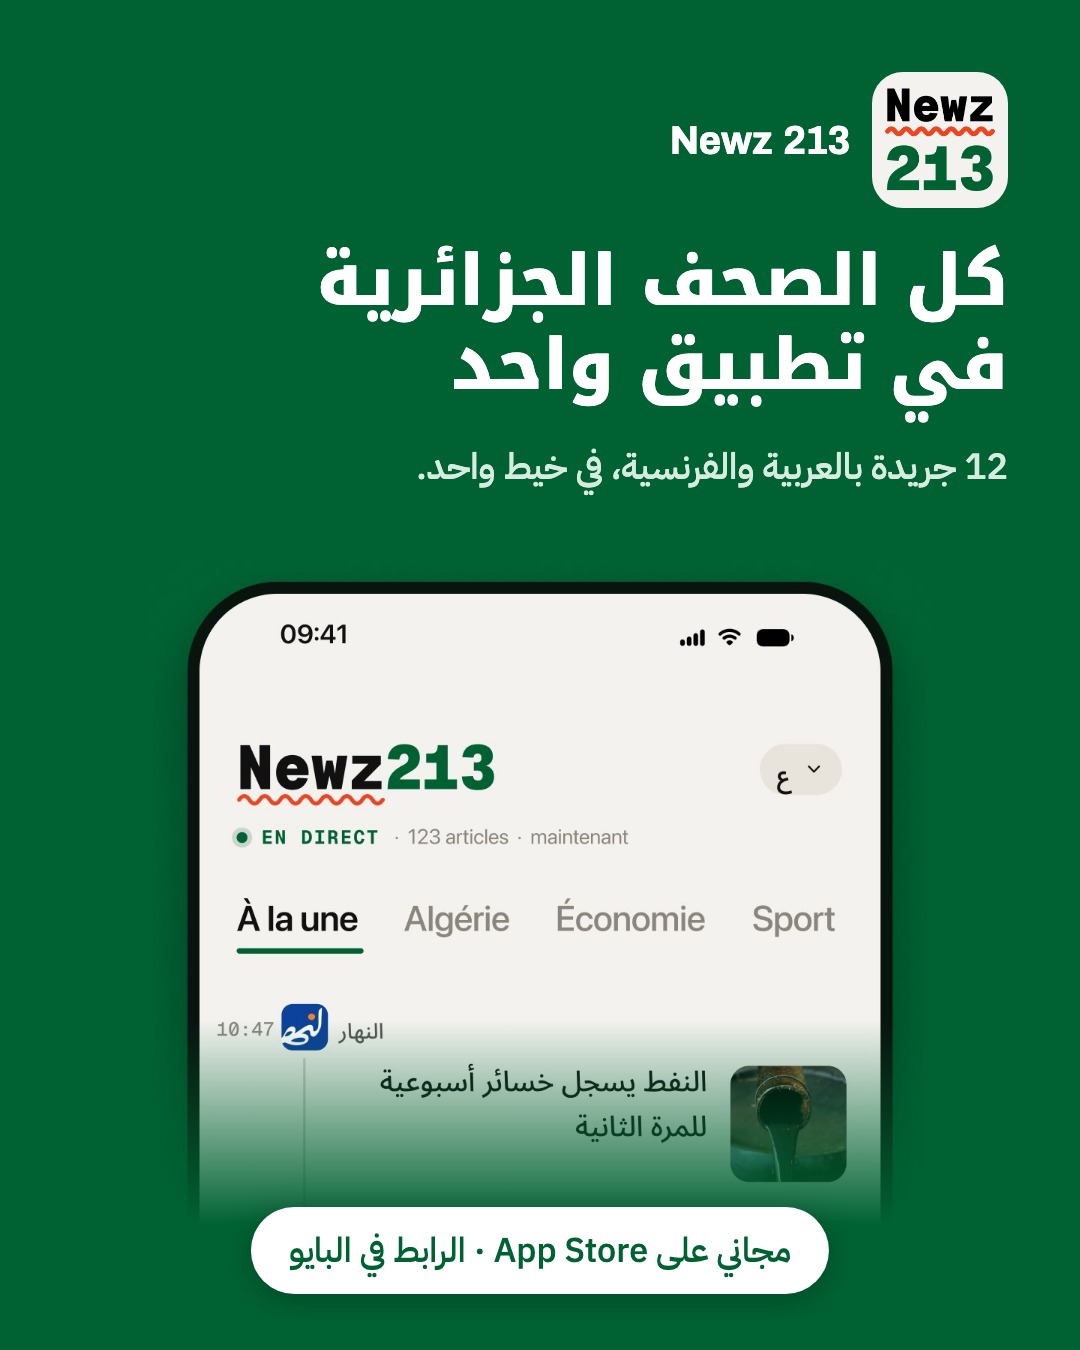 Newz
213
Newz 213
كل الصحف الجزائرية
في تطبيق واحد
12 جريدة بالعربية والفرنسية، في خيط واحد.
09:41
Newz213
ع
EN DIRECT · 123 articles · maintenant
À la une Algérie Économie Sport
10:47 النهار
النفط يسجل خسائر أسبوعية
للمرة الثانية
مجاني على App Store · الرابط في البايو